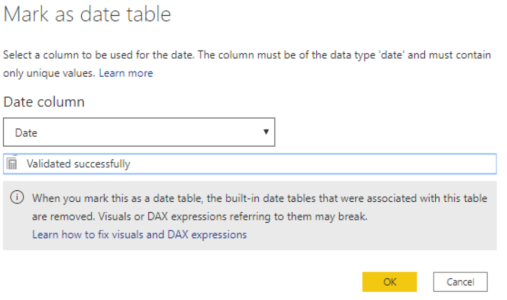 Mark as date table
Select a column to be used for the date. The column must be of the data type 'date' and must contain
only unique values. Learn more
Date column
Date
Validated successfully
When you mark this as a date table, the built-in date tables that were associated with this table
are removed. Visuals or DAX expressions referring to them may break.
Learn how to fix visuals and DAX expressions
OK Cancel